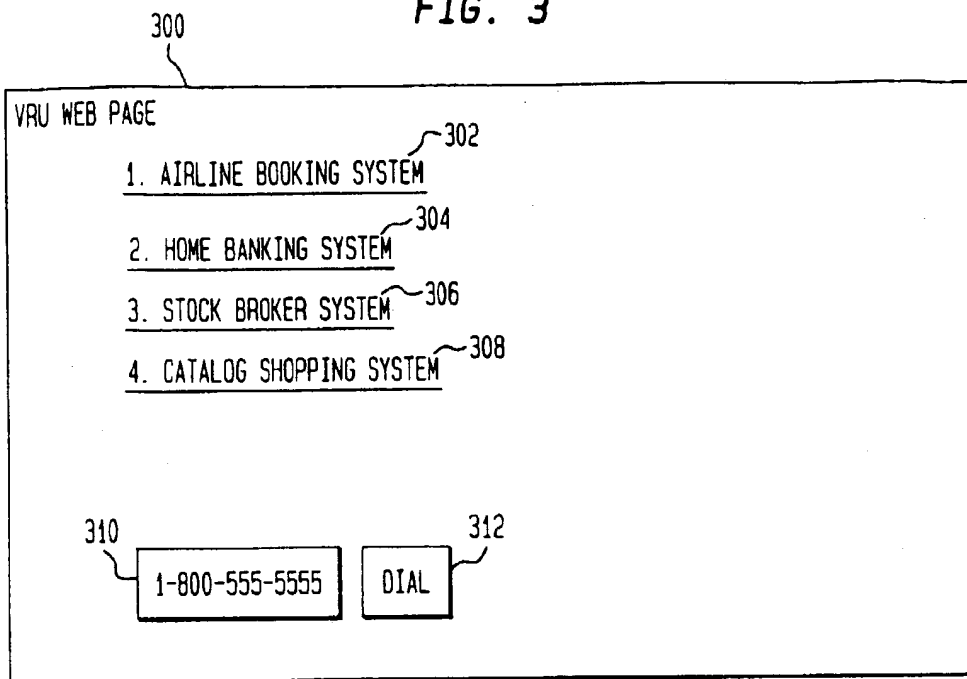 FIG. 3
300
VRU WEB PAGE
302
1. AIRLINE BOOKING SYSTEM
304
2. HOME BANKING SYSTEM
306
3. STOCK BROKER SYSTEM
308
4. CATALOG SHOPPING SYSTEM
310
312
1-800-555-5555
DIAL